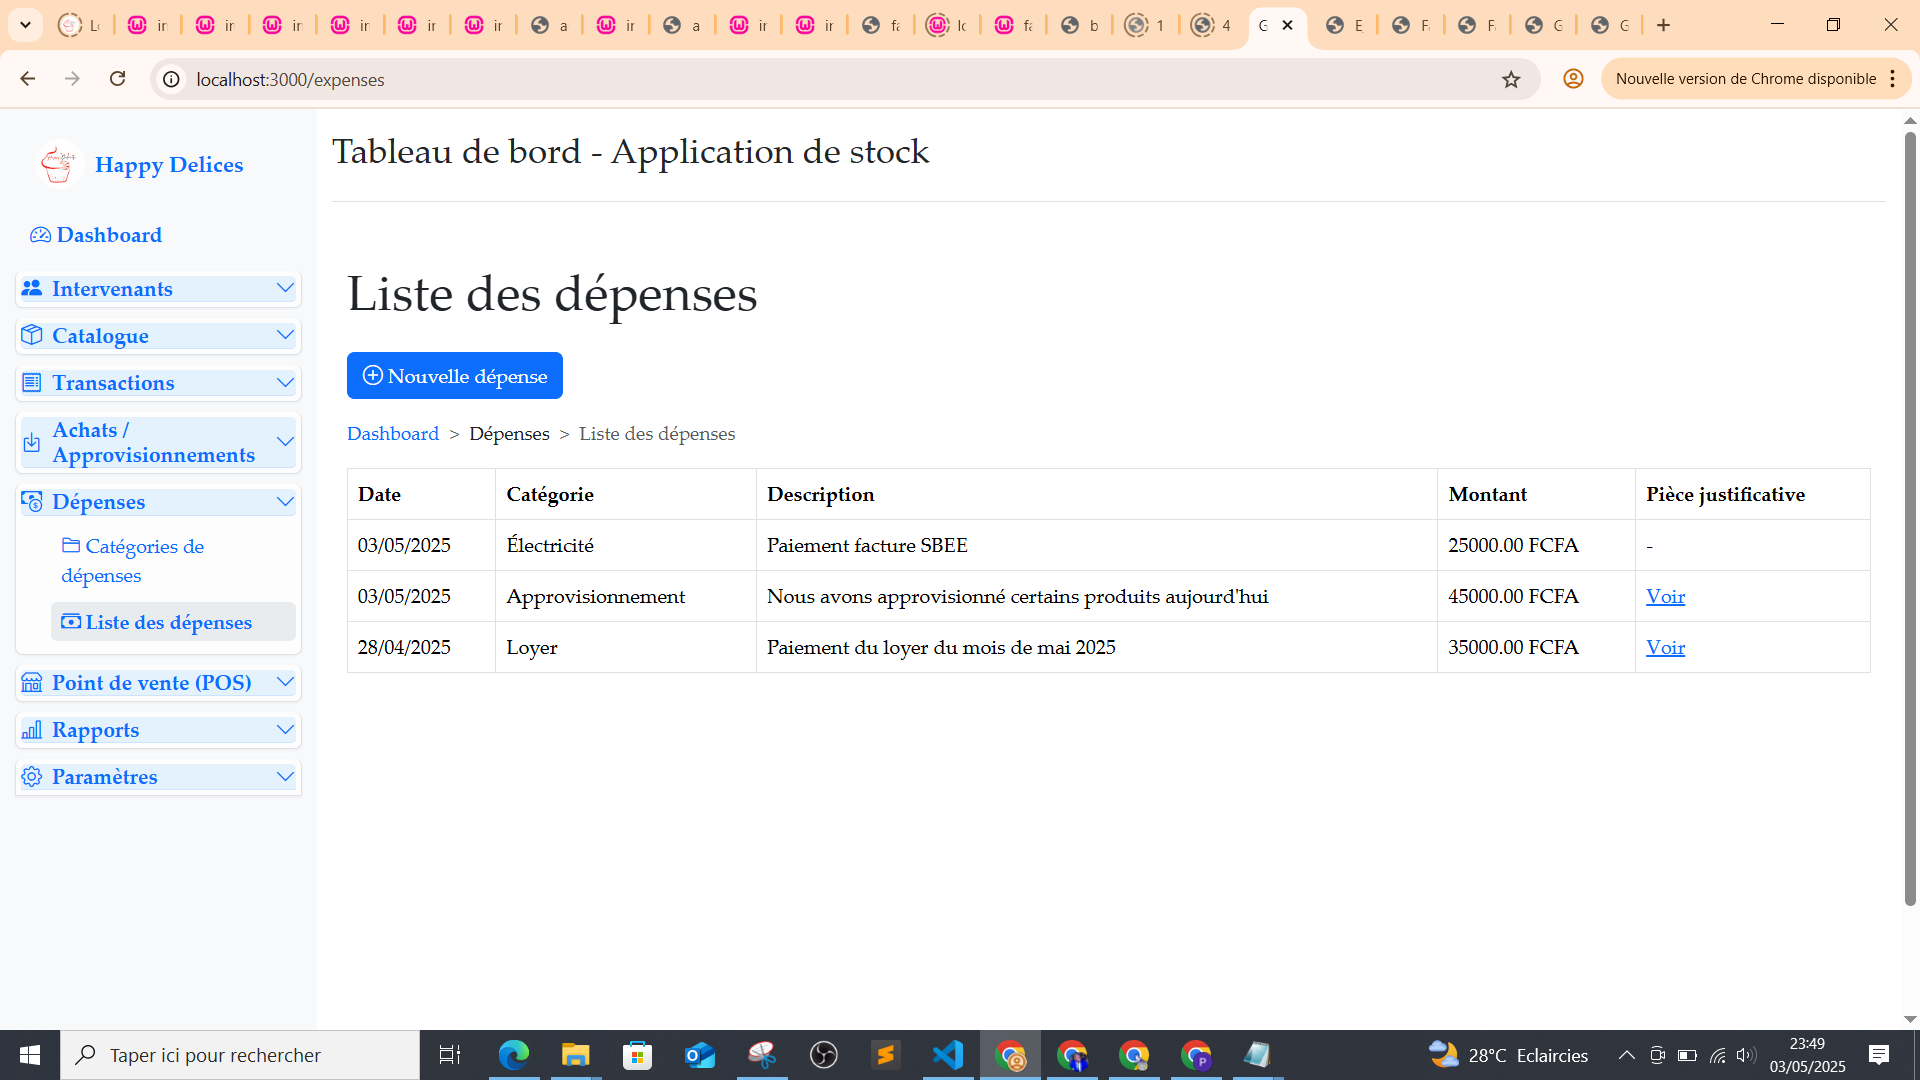 localhost:3000/expenses
Nouvelle version de Chrome disponible
Happy Delices
Tableau de bord - Application de stock
Dashboard
Intervenants
Catalogue
Transactions
Achats /
Approvisionnements
Dépenses
Catégories de
dépenses
Liste des dépenses
Point de vente (POS)
Rapports
Paramètres
Liste des dépenses
Nouvelle dépense
Dashboard > Dépenses > Liste des dépenses
Date Catégorie Description Montant Pièce justificative
03/05/2025 Électricité Paiement facture SBEE 25000.00 FCFA -
03/05/2025 Approvisionnement Nous avons approvisionné certains produits aujourd'hui 45000.00 FCFA Voir
28/04/2025 Loyer Paiement du loyer du mois de mai 2025 35000.00 FCFA Voir
Taper ici pour rechercher
28°C Eclaircies
23:49
03/05/2025